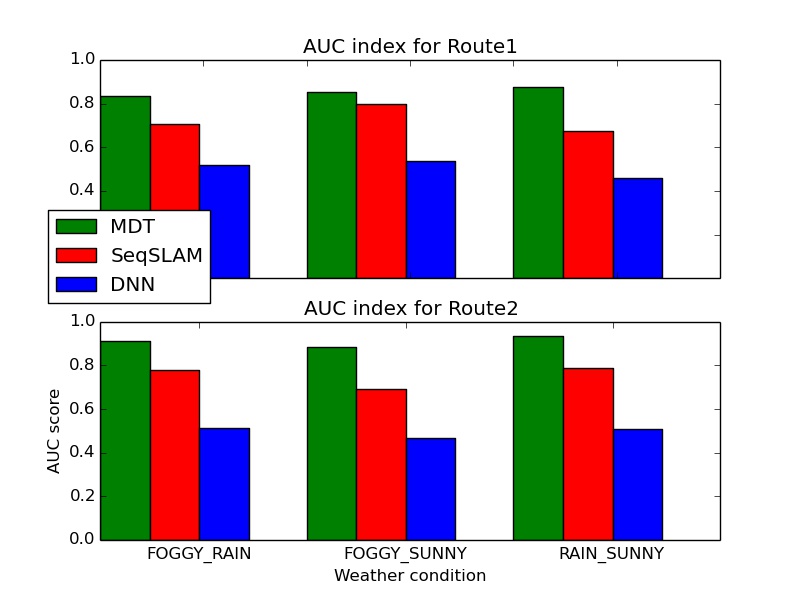 AUC index for Route1
1.0
0.8
0.6
0.4
MDT
SeqSLAM
DNN
AUC index for Route2
1.0
0.8
0.6
0.4
0.2
0.0
AUC score
FOGGY_RAIN FOGGY_SUNNY RAIN_SUNNY
Weather condition